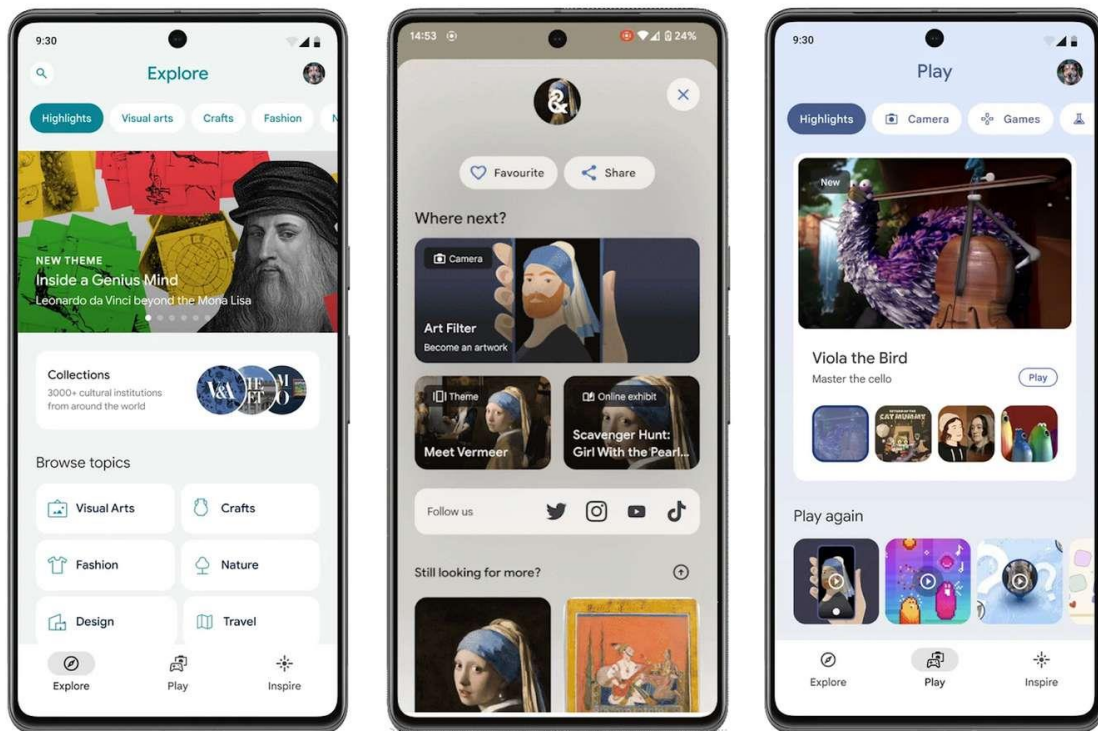 9:30
Explore
Highlights
Visual arts
Crafts
Fashion
NEW THEME
Inside a Genius Mind
Leonardo da Vinci beyond the Mona Lisa
Collections
3000+ cultural institutions
from around the world
V&A
Browse topics
Visual Arts
Crafts
Fashion
Nature
Design
Travel
Explore
Play
Inspire
14:53
24%
&
Favourite
Share
Where next?
Camera
Art Filter
Become an artwork
Theme
Meet Vermeer
Online exhibit
Scavenger Hunt:
Girl With the Pearl...
Follow us
Still looking for more?
9:30
Play
Highlights
Camera
Games
New
Viola the Bird
Master the cello
Play
CAT MUMMY
Play again
Explore
Play
Inspire